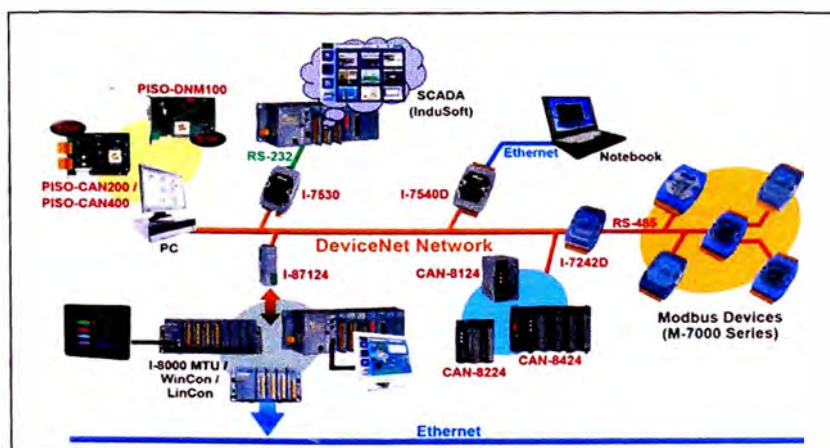 PISO-DNM100
SCADA
(InduSoft)
RS-232
Ethernet
Notebook
PISO-CAN200 /
PISO-CAN400
I-7530
I-7540D
RS-485
PC
DeviceNet Network
I-7242D
I-87124
CAN-8124
Modbus Devices
(M-7000 Series)
I-8000 MTU /
WinCon /
LinCon
CAN-8224
CAN-8424
Ethernet